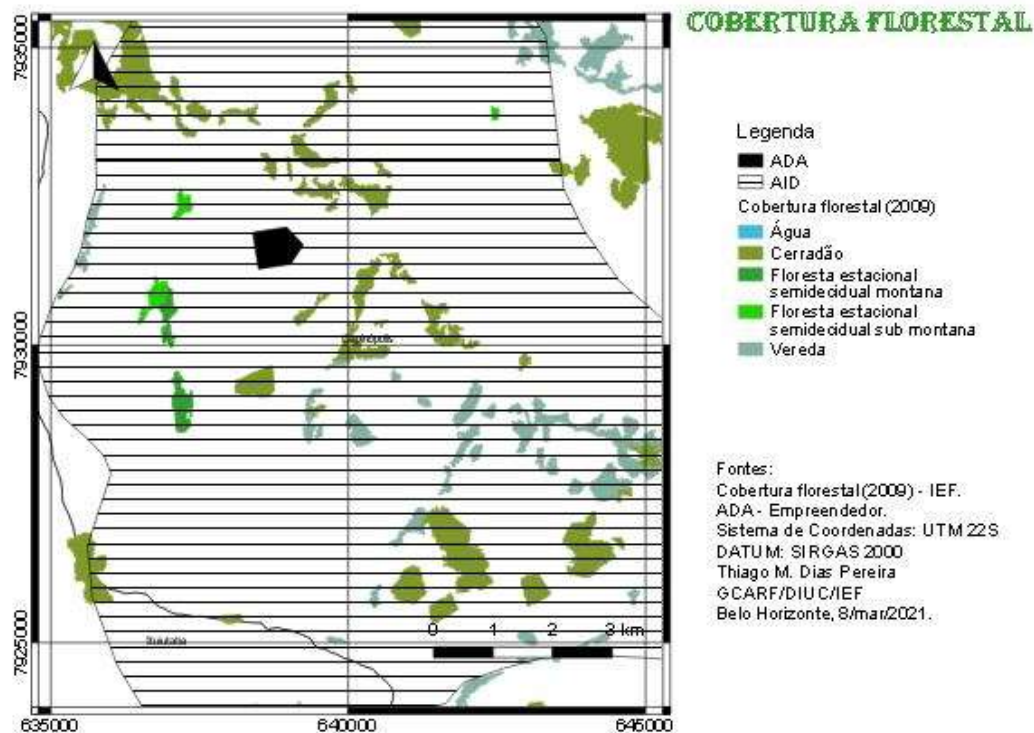 COBERTURA FLORESTAL
7935000
7930000
7925000
635000
640000
645000
Ituiutaba
0 1 2 3 km
Legenda
ADA
AID
Cobertura florestal (2009)
Água
Cerradão
Floresta estacional
semidecidual montana
Floresta estacional
semidecidual sub montana
Vereda
Fontes:
Cobertura florestal (2009) - IEF.
ADA - Empreendedor.
Sistema de Coordenadas: UTM 22S
DATUM: SIRGAS 2000
Thiago M. Dias Pereira
GCARF/DIUC/IEF
Belo Horizonte, 8/mar/2021.